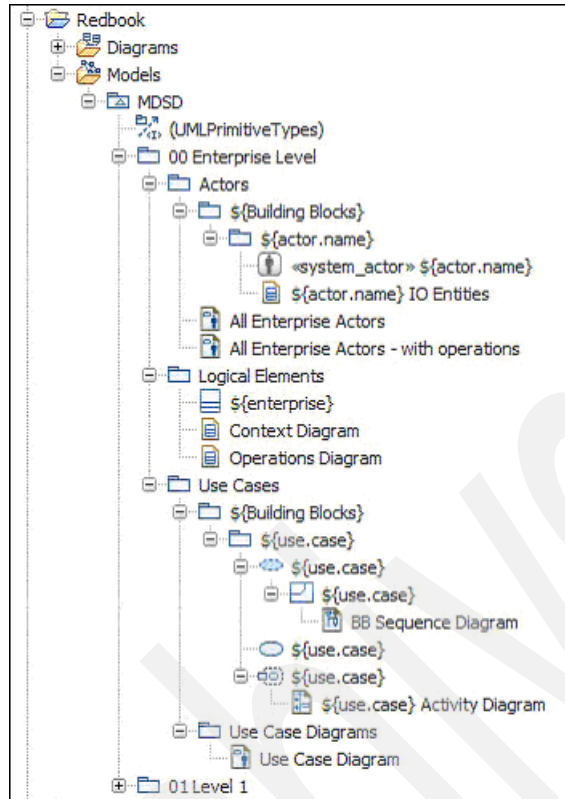 Redbook
Diagrams
Models
MDSD
(UMLPrimitiveTypes)
00 Enterprise Level
Actors
${Building Blocks}
${actor.name}
«system_actor» ${actor.name}
${actor.name} IO Entities
All Enterprise Actors
All Enterprise Actors - with operations
Logical Elements
${enterprise}
Context Diagram
Operations Diagram
Use Cases
${Building Blocks}
${use.case}
${use.case}
${use.case}
BB Sequence Diagram
${use.case}
${use.case}
${use.case} Activity Diagram
Use Case Diagrams
Use Case Diagram
01 Level 1